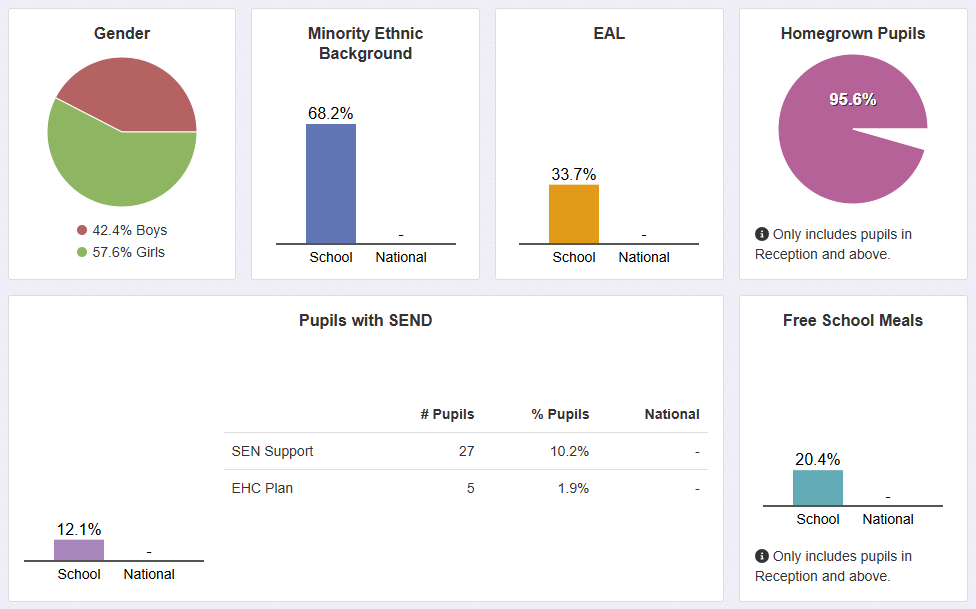 Gender
42.4% Boys
57.6% Girls
Minority Ethnic
Background
68.2%
-
School National
EAL
33.7%
-
School National
Homegrown Pupils
95.6%
Only includes pupils in
Reception and above.
Pupils with SEND
12.1%
-
School National
# Pupils % Pupils National
SEN Support 27 10.2% -
EHC Plan 5 1.9% -
Free School Meals
20.4%
-
School National
Only includes pupils in
Reception and above.